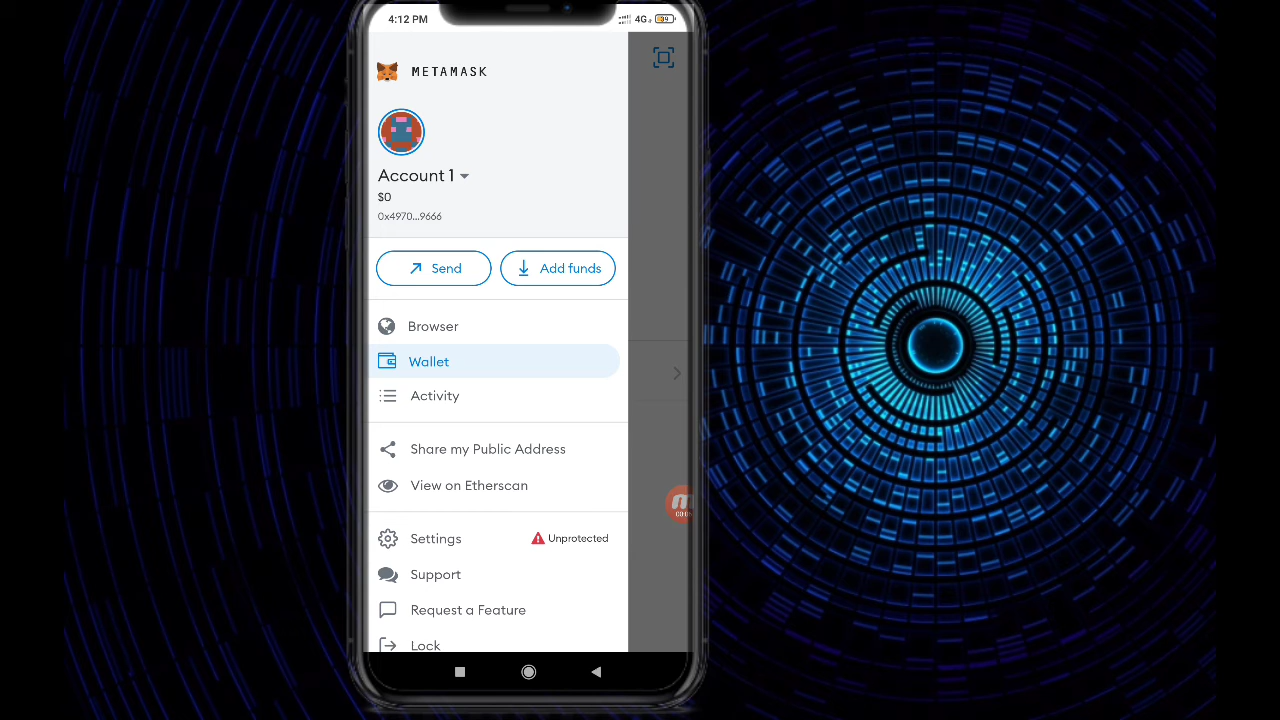 4:12 PM 4G+ 39
METAMASK
Account 1
$0
0x4970...9666
Send Add funds
Browser
Wallet
Activity
Share my Public Address
View on Etherscan
Settings Unprotected
Support
Request a Feature
Lock